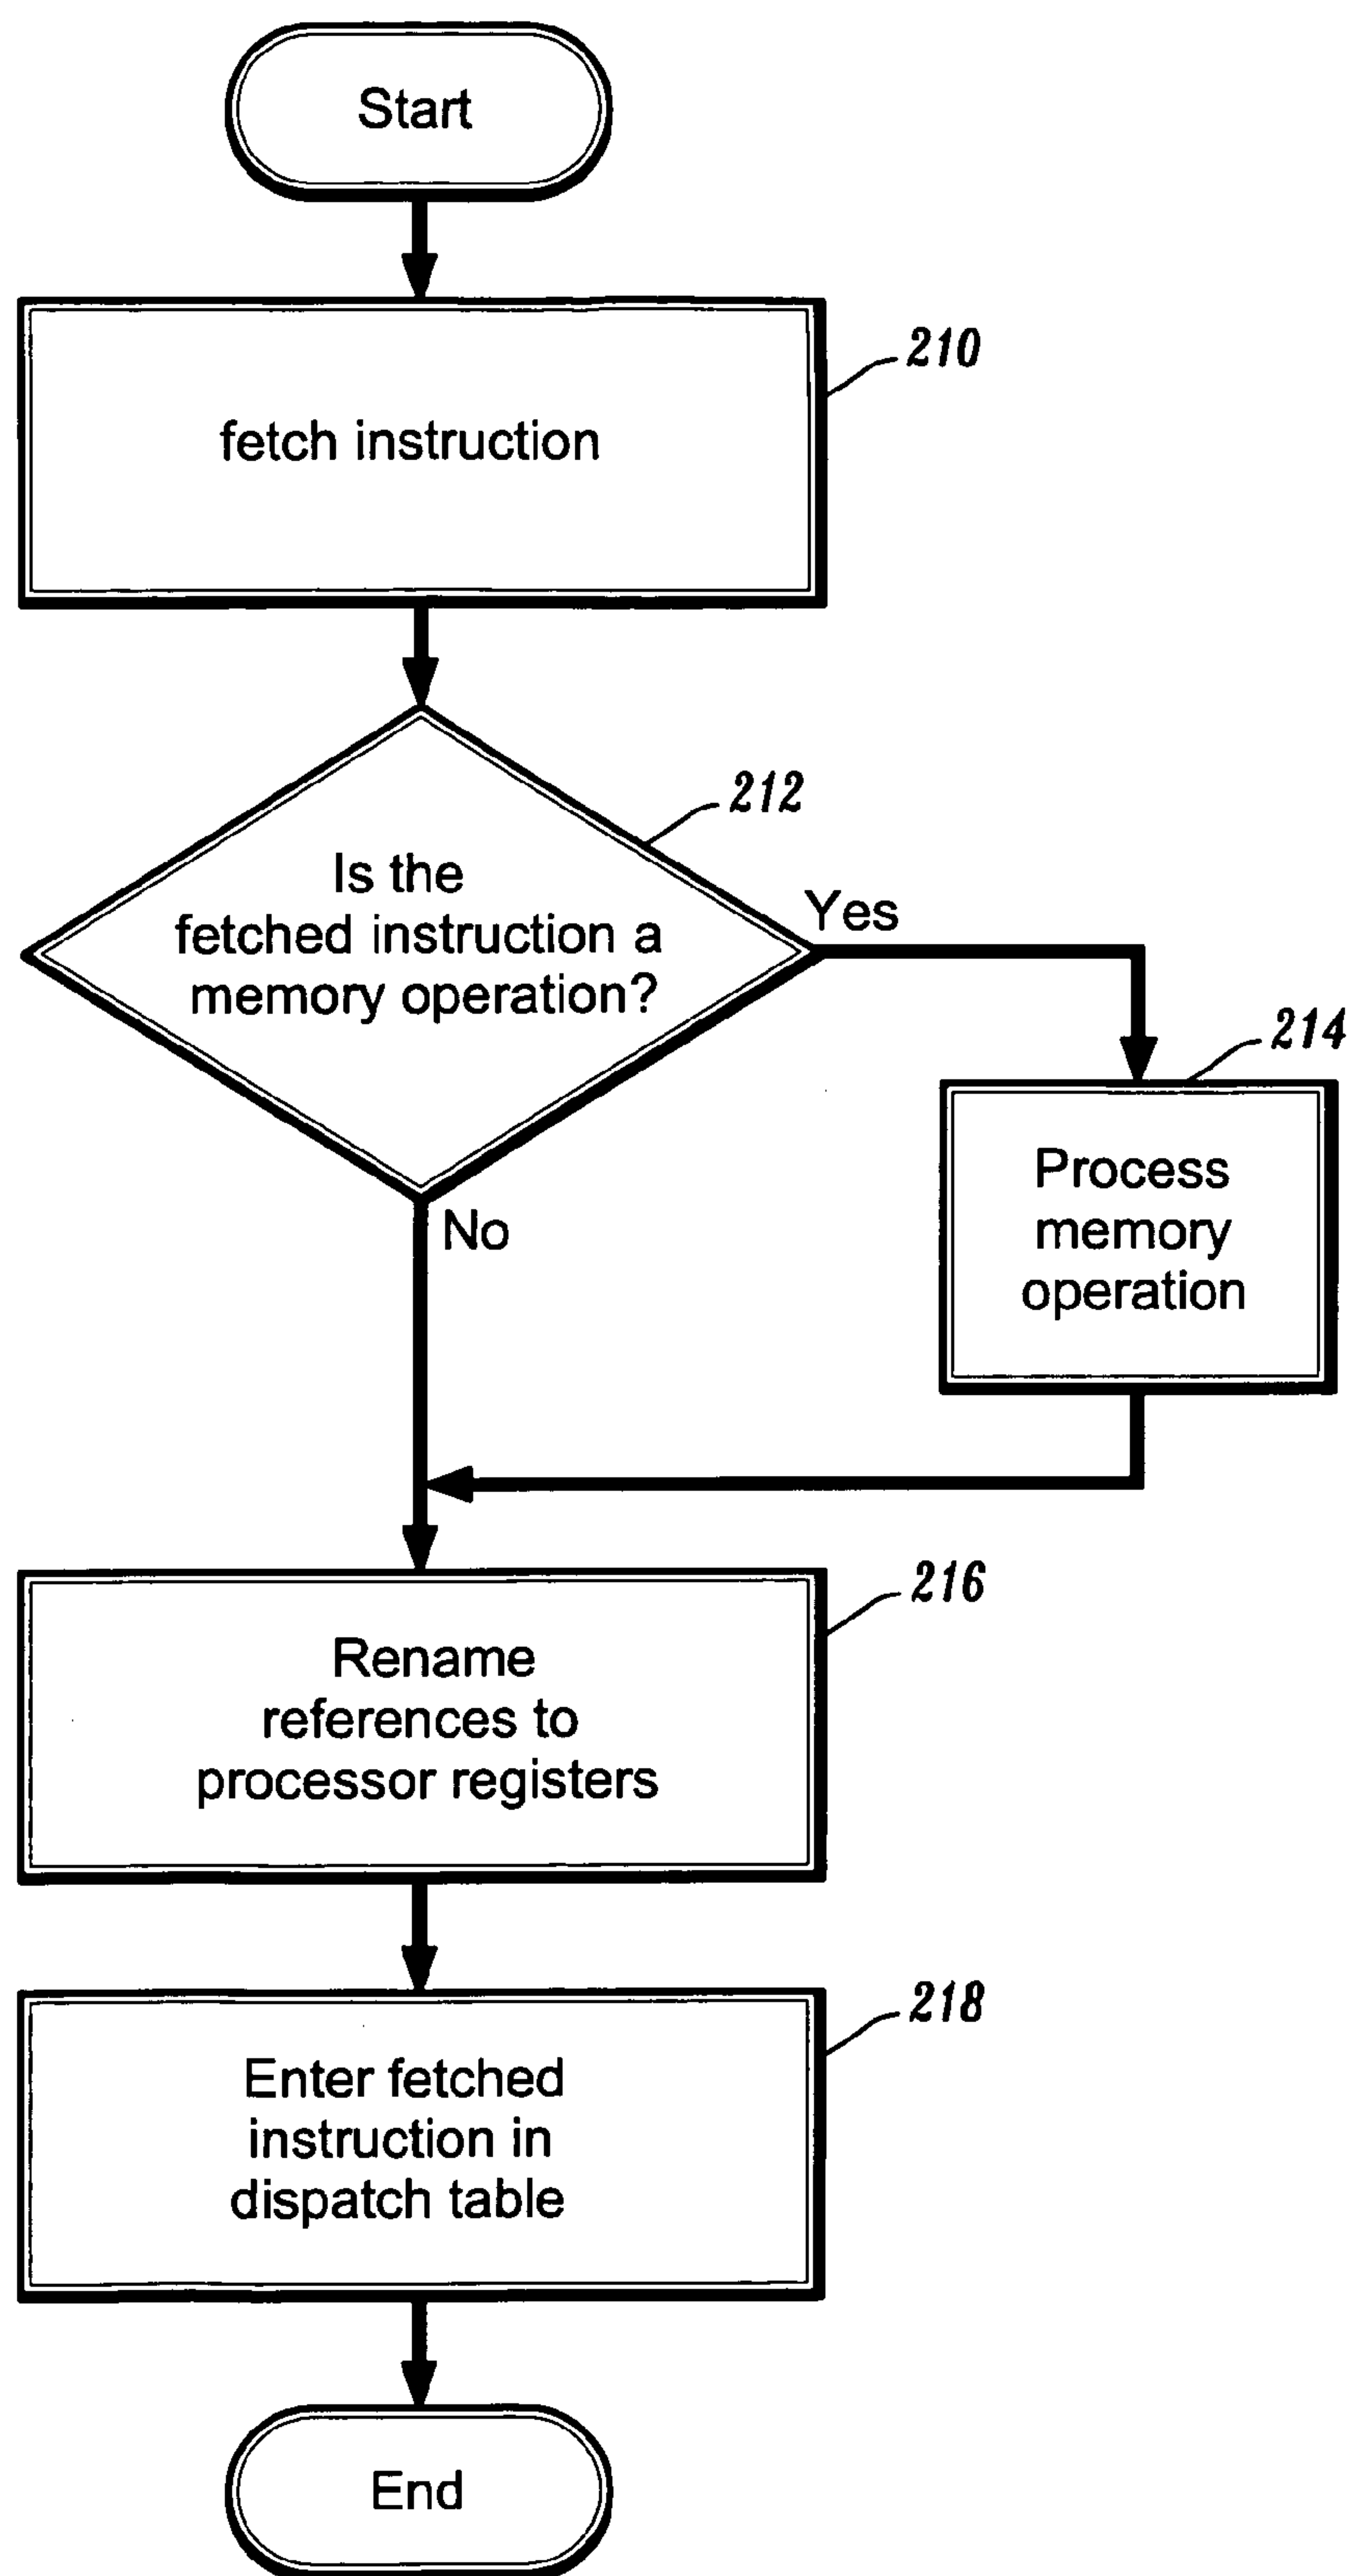 Start
210
fetch instruction
212
Is the
fetched instruction a
memory operation?
Yes
214
Process
memory
operation
No
216
Rename
references to
processor registers
218
Enter fetched
instruction in
dispatch table
End